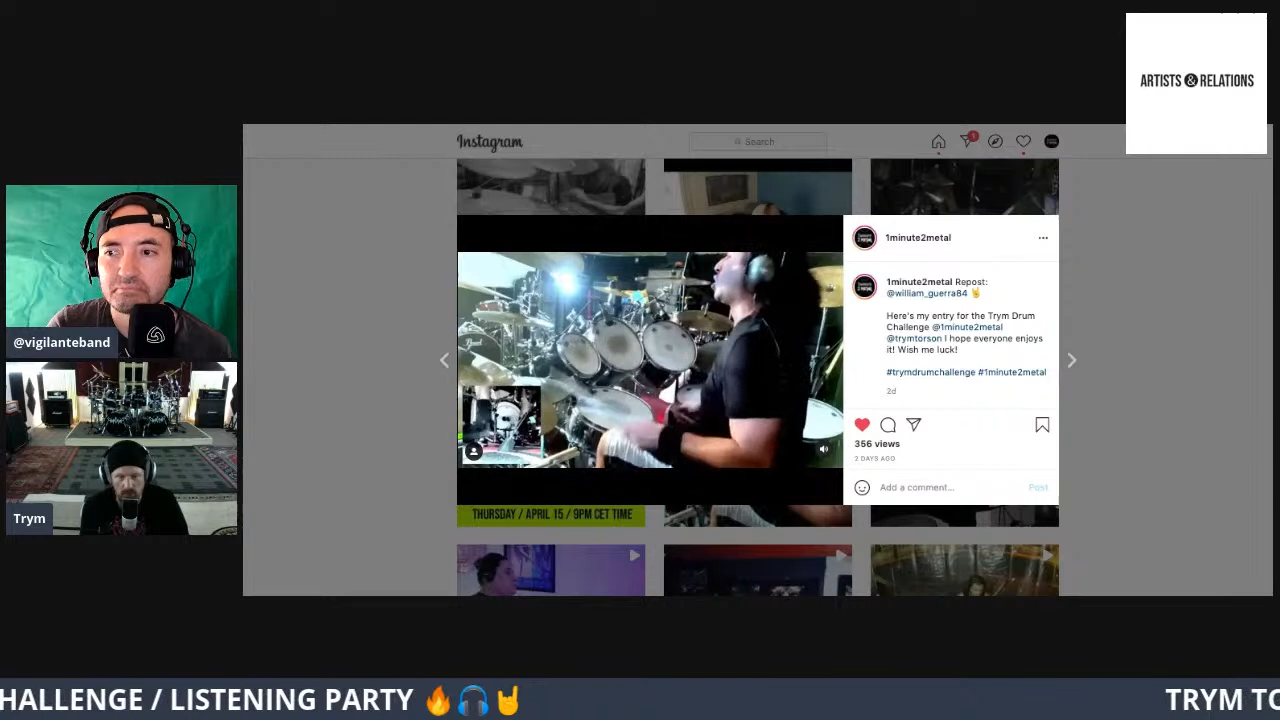 ARTISTS & RELATIONS
Instagram
Search
1
1minute2metal
1minute2metal Repost:
@william_guerra84 🤘
Here's my entry for the Trym Drum
Challenge @1minute2metal
@trymtorson I hope everyone enjoys
it! Wish me luck!
#trymdrumchallenge #1minute2metal
2d
356 views
2 DAYS AGO
Add a comment...
Post
@vigilanteband
Trym
THURSDAY / APRIL 15 / 9PM CET TIME
HALLENGE / LISTENING PARTY 🔥🎧🤘
TRYM TO